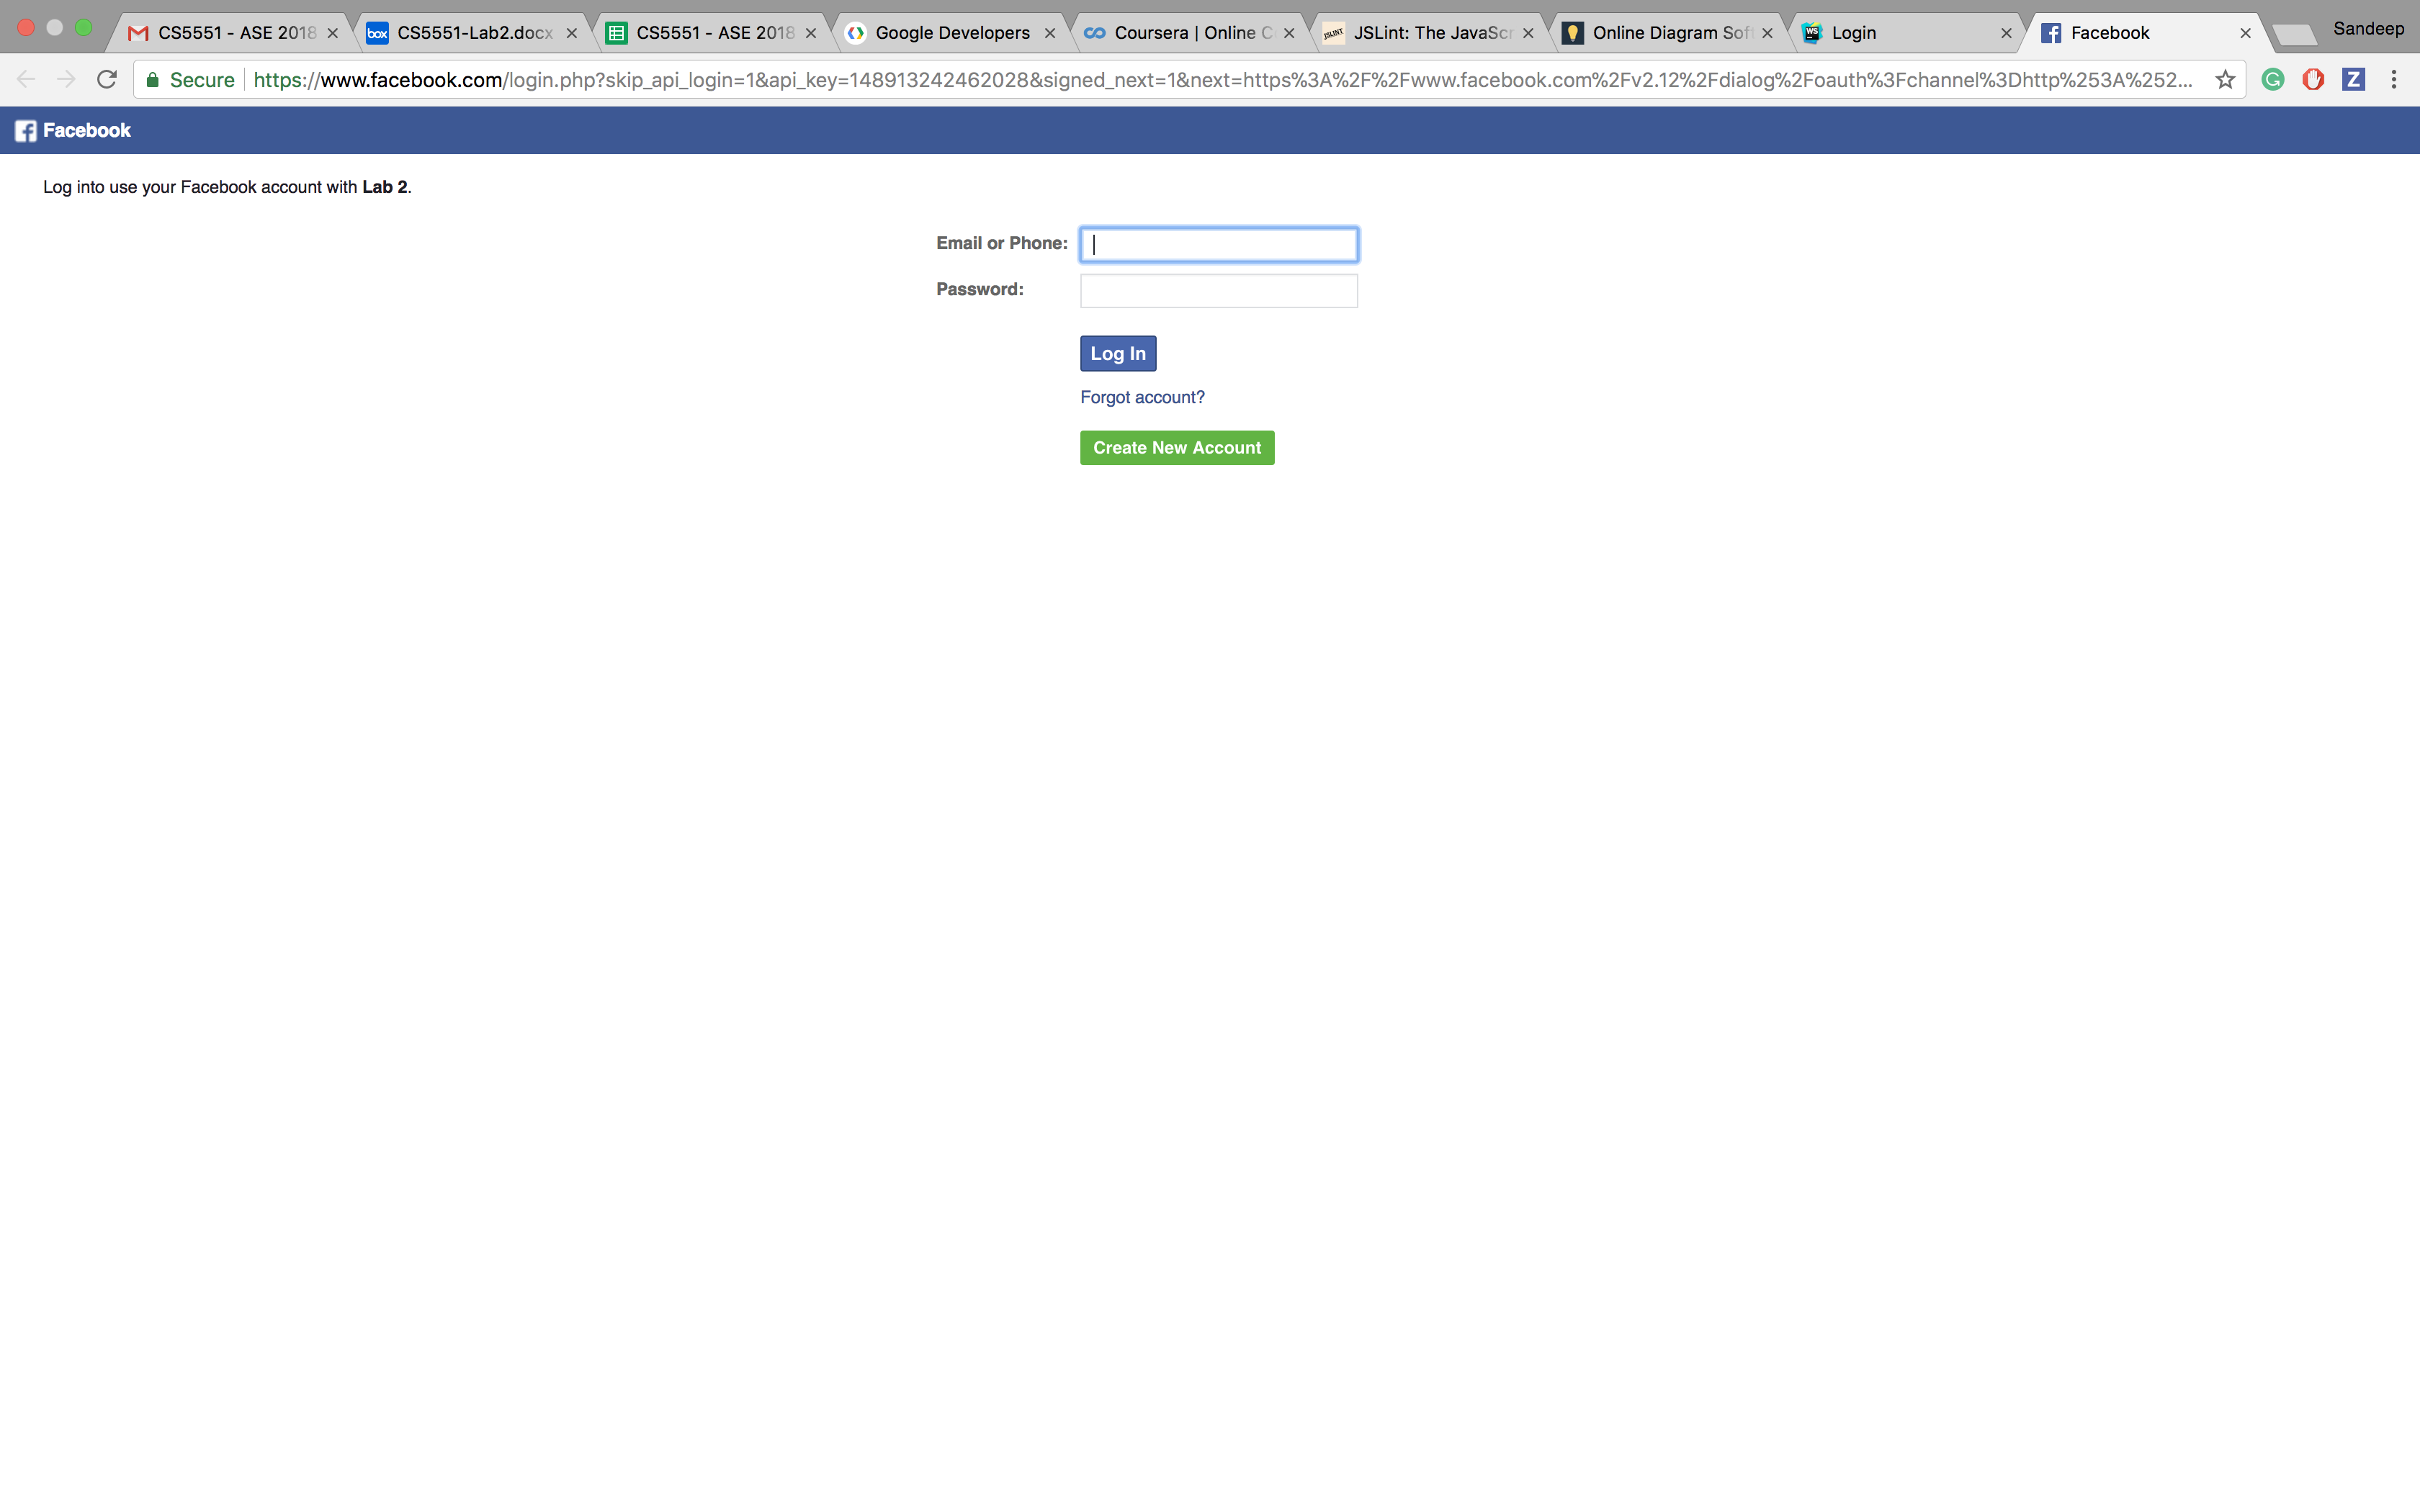 CS5551 - ASE 2018
CS5551-Lab2.docx
CS5551 - ASE 2018
Google Developers
Coursera | Online C
JSLint: The JavaScr
Online Diagram Sof
Login
Facebook
Sandeep
Secure
https://www.facebook.com/login.php?skip_api_login=1&api_key=148913242462028&signed_next=1&next=https%3A%2F%2Fwww.facebook.com%2Fv2.12%2Fdialog%2Foauth%3Fchannel%3Dhttp%253A%252...
Facebook
Log into use your Facebook account with Lab 2.
Email or Phone:
Password:
Log In
Forgot account?
Create New Account